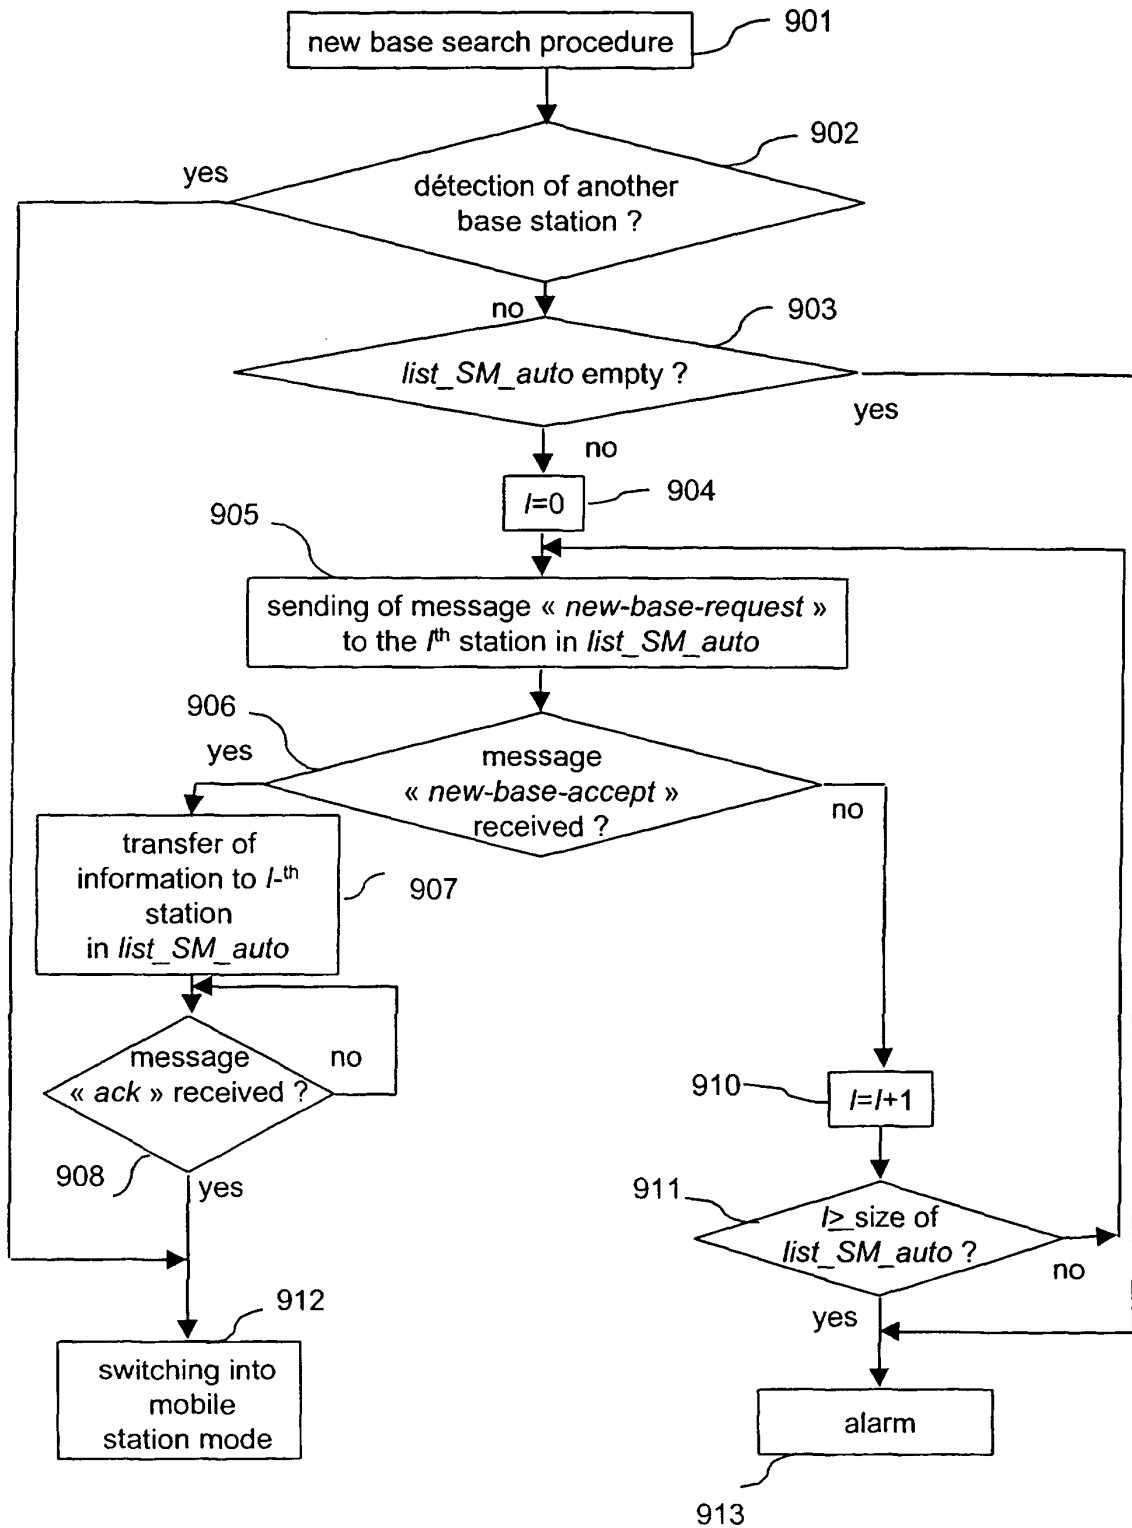 new base search procedure
901
902
yes
détection of another
base station ?
no
903
list_SM_auto empty ?
yes
no
I=0
904
905
sending of message « new-base-request »
to the Ith station in list_SM_auto
906
yes
message
« new-base-accept »
received ?
no
transfer of
information to I-th
station
in list_SM_auto
907
message
« ack » received ?
no
908
yes
910
I=I+1
911
I≥ size of
list_SM_auto ?
no
yes
912
switching into
mobile
station mode
alarm
913